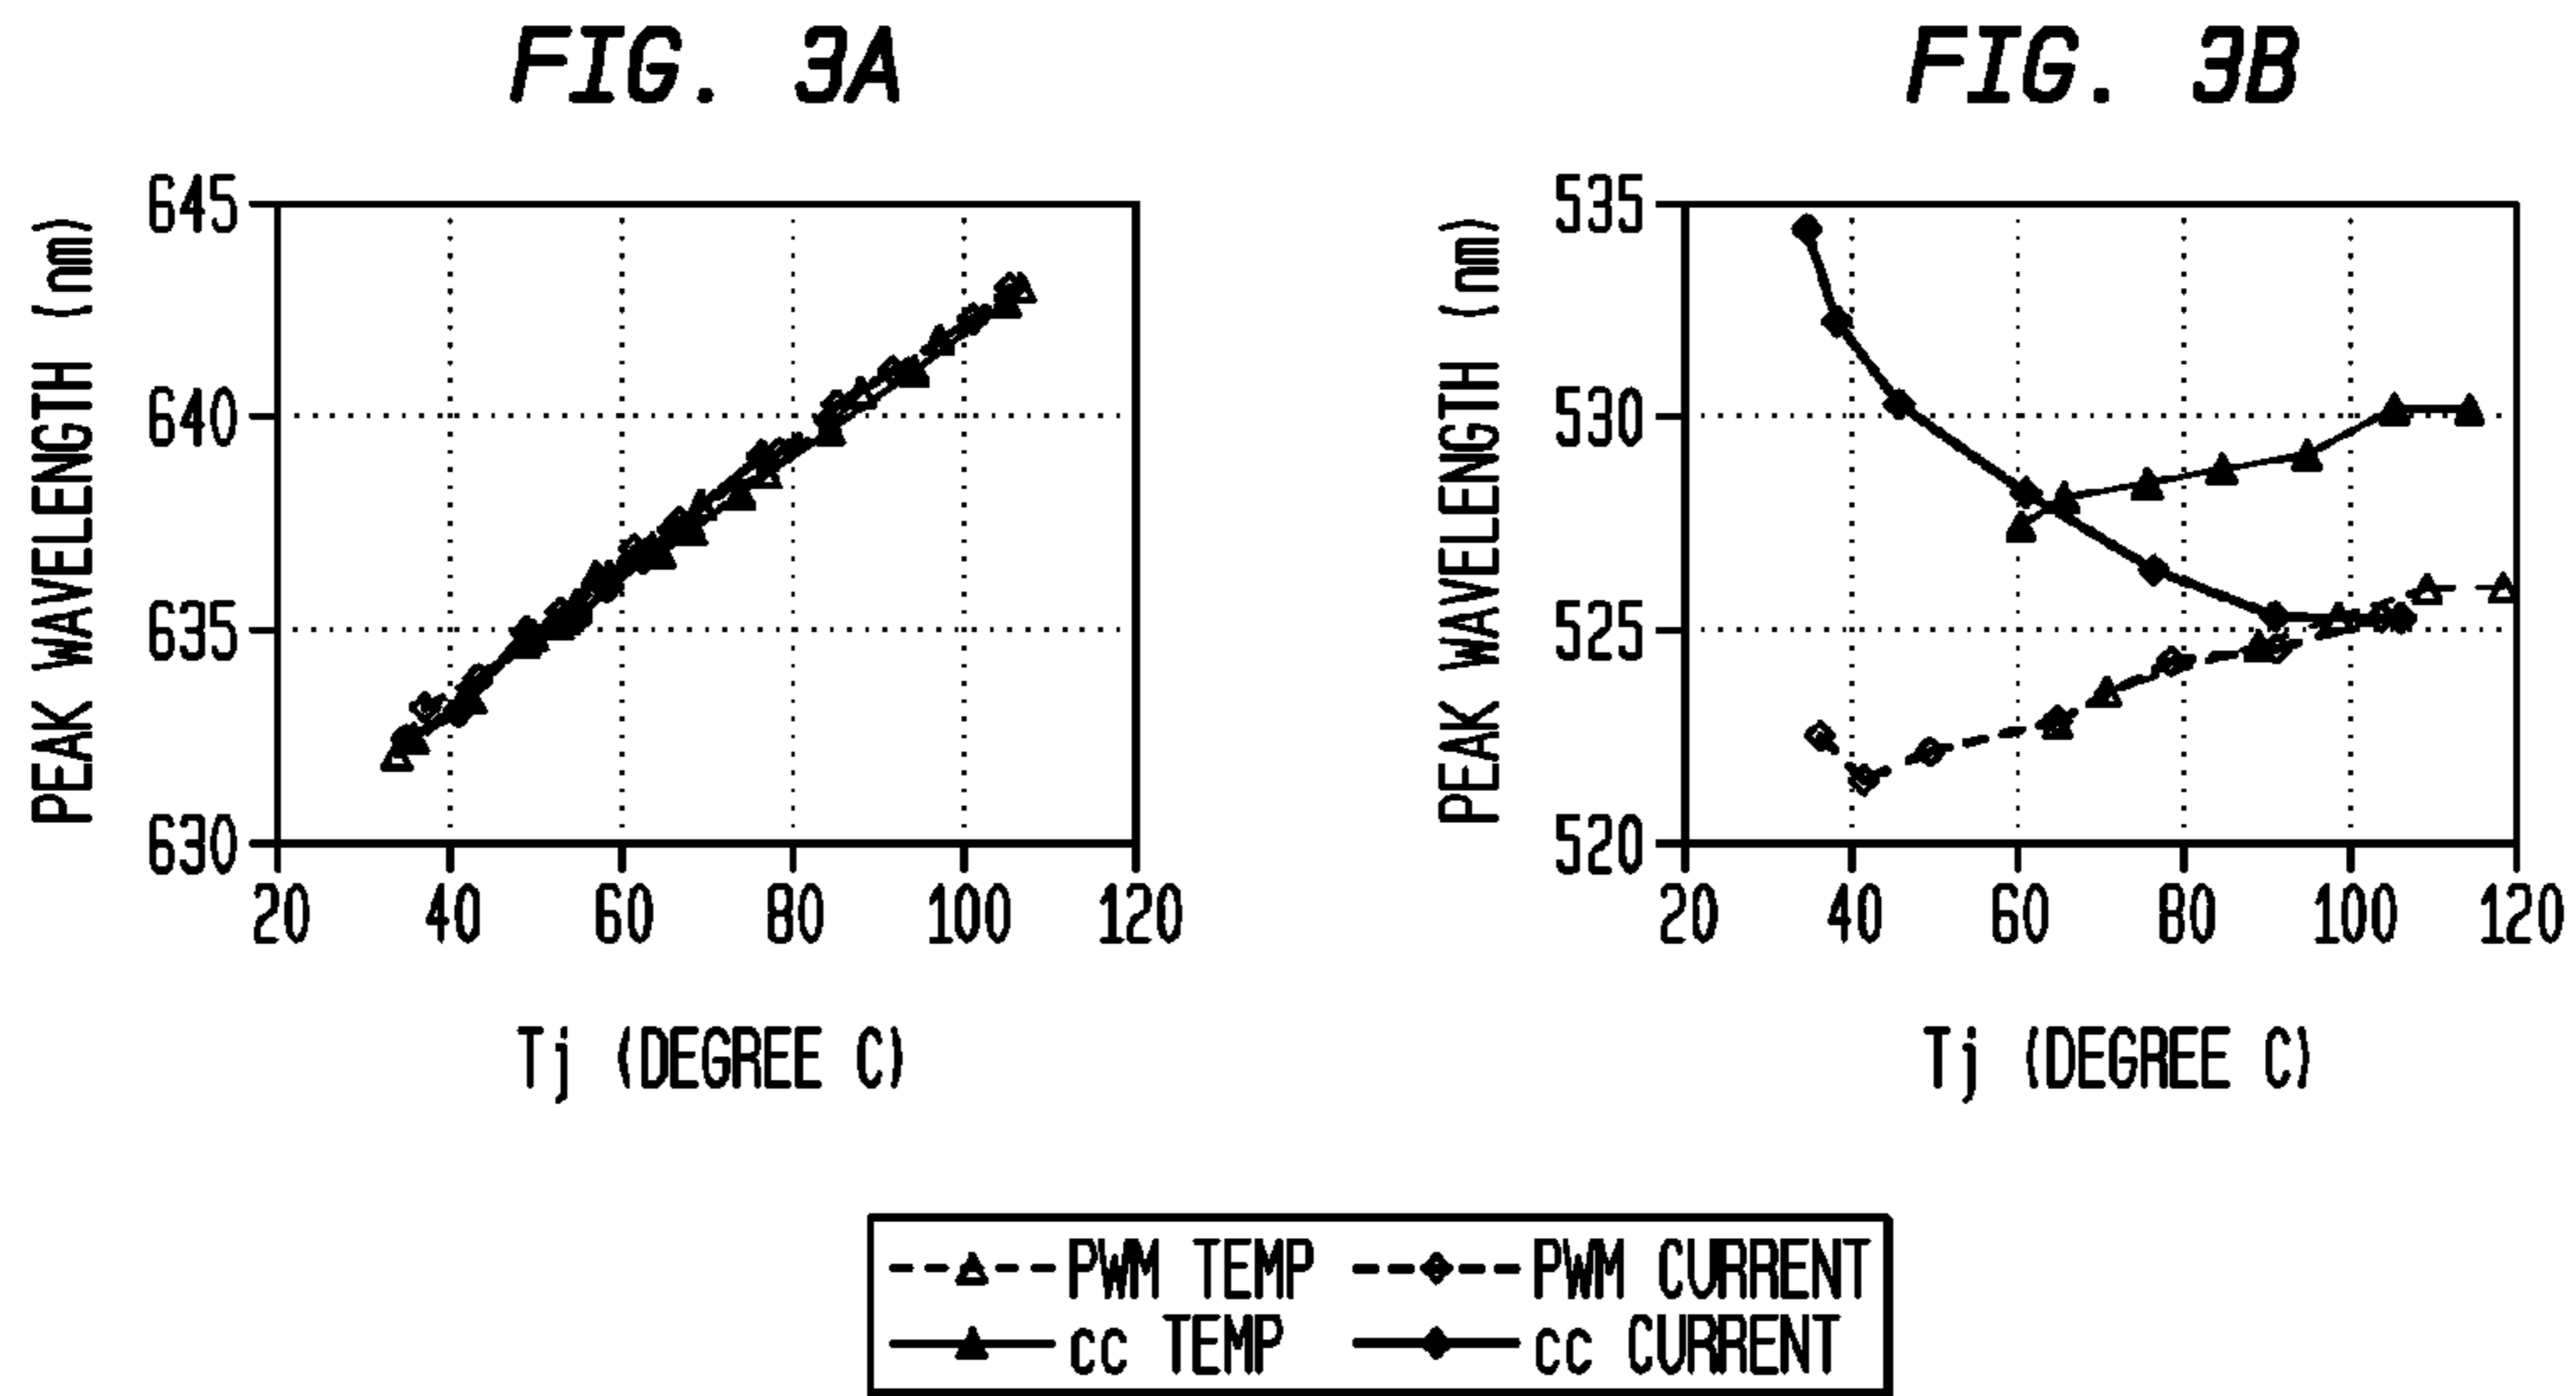 FIG. 3A
PEAK WAVELENGTH (nm)
645
640
635
630
20 40 60 80 100 120
Tj (DEGREE C)
FIG. 3B
PEAK WAVELENGTH (nm)
535
530
525
520
20 40 60 80 100 120
Tj (DEGREE C)
PWM TEMP PWM CURRENT
cc TEMP cc CURRENT